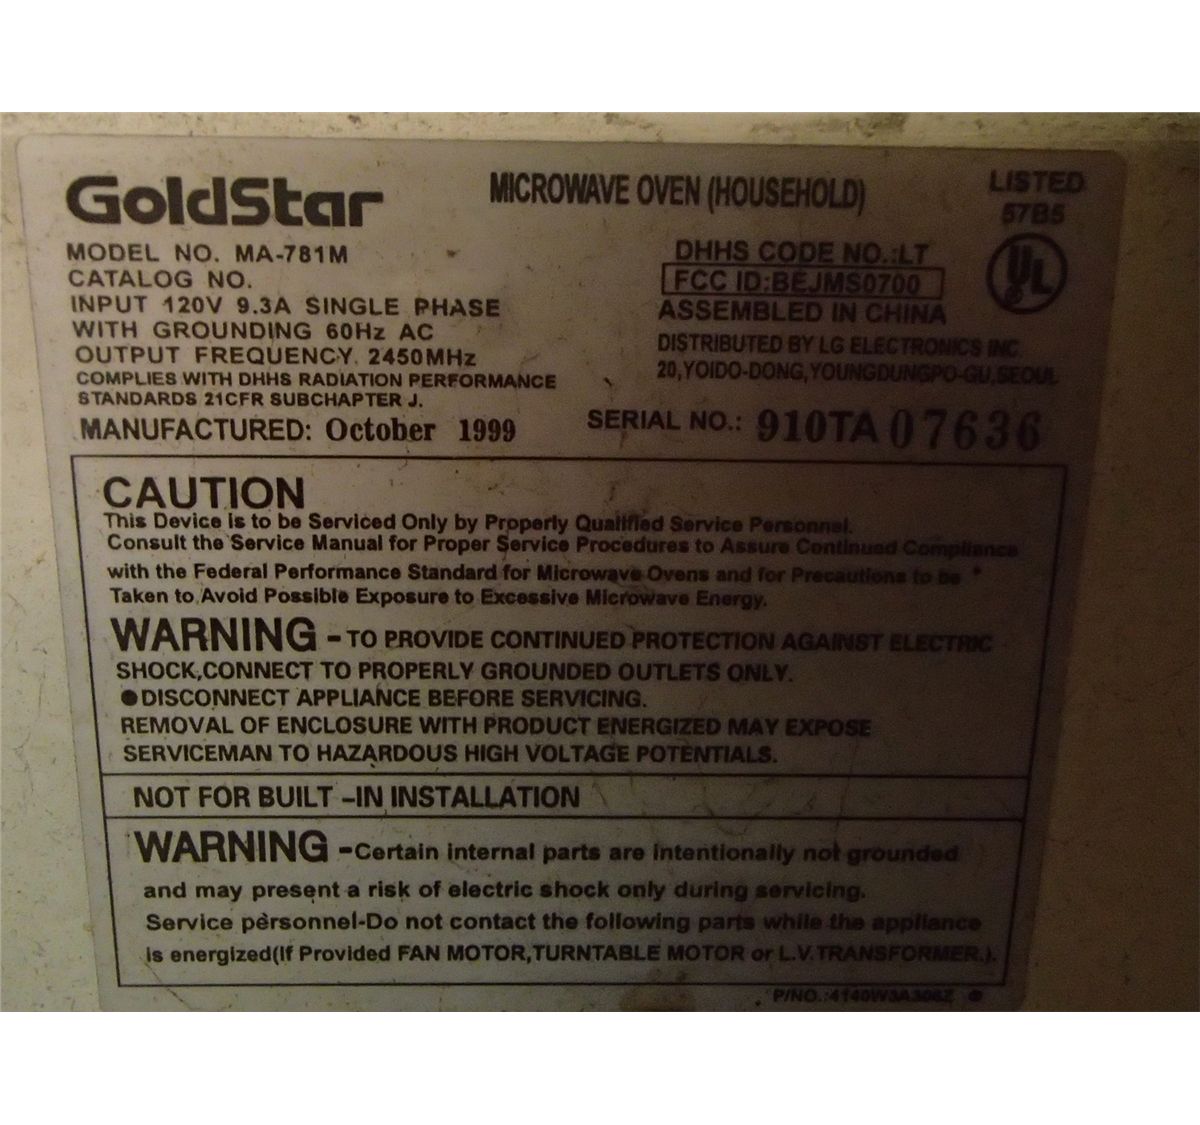 GoldStar
MICROWAVE OVEN (HOUSEHOLD)
LISTED
57B5
UL
MODEL NO. MA-781M
CATALOG NO.
INPUT 120V 9.3A SINGLE PHASE
WITH GROUNDING 60Hz AC
OUTPUT FREQUENCY. 2450MHz
COMPLIES WITH DHHS RADIATION PERFORMANCE
STANDARDS 21CFR SUBCHAPTER J.
MANUFACTURED: October 1999
DHHS CODE NO.:LT
FCC ID:BEJMS0700
ASSEMBLED IN CHINA
DISTRIBUTED BY LG ELECTRONICS INC.
20,YOIDO-DONG,YOUNGDUNGPO-GU,SEOUL
SERIAL NO.: 910TA07636
CAUTION
This Device is to be Serviced Only by Properly Qualified Service Personnel.
Consult the Service Manual for Proper Service Procedures to Assure Continued Compliance
with the Federal Performance Standard for Microwave Ovens and for Precautions to be
Taken to Avoid Possible Exposure to Excessive Microwave Energy.
WARNING -TO PROVIDE CONTINUED PROTECTION AGAINST ELECTRIC
SHOCK,CONNECT TO PROPERLY GROUNDED OUTLETS ONLY.
●DISCONNECT APPLIANCE BEFORE SERVICING.
REMOVAL OF ENCLOSURE WITH PRODUCT ENERGIZED MAY EXPOSE
SERVICEMAN TO HAZARDOUS HIGH VOLTAGE POTENTIALS.
NOT FOR BUILT -IN INSTALLATION
WARNING -Certain internal parts are intentionally not grounded
and may present a risk of electric shock only during servicing.
Service personnel-Do not contact the following parts while the appliance
is energized(If Provided FAN MOTOR,TURNTABLE MOTOR or L.V.TRANSFORMER.).
P/NO.: